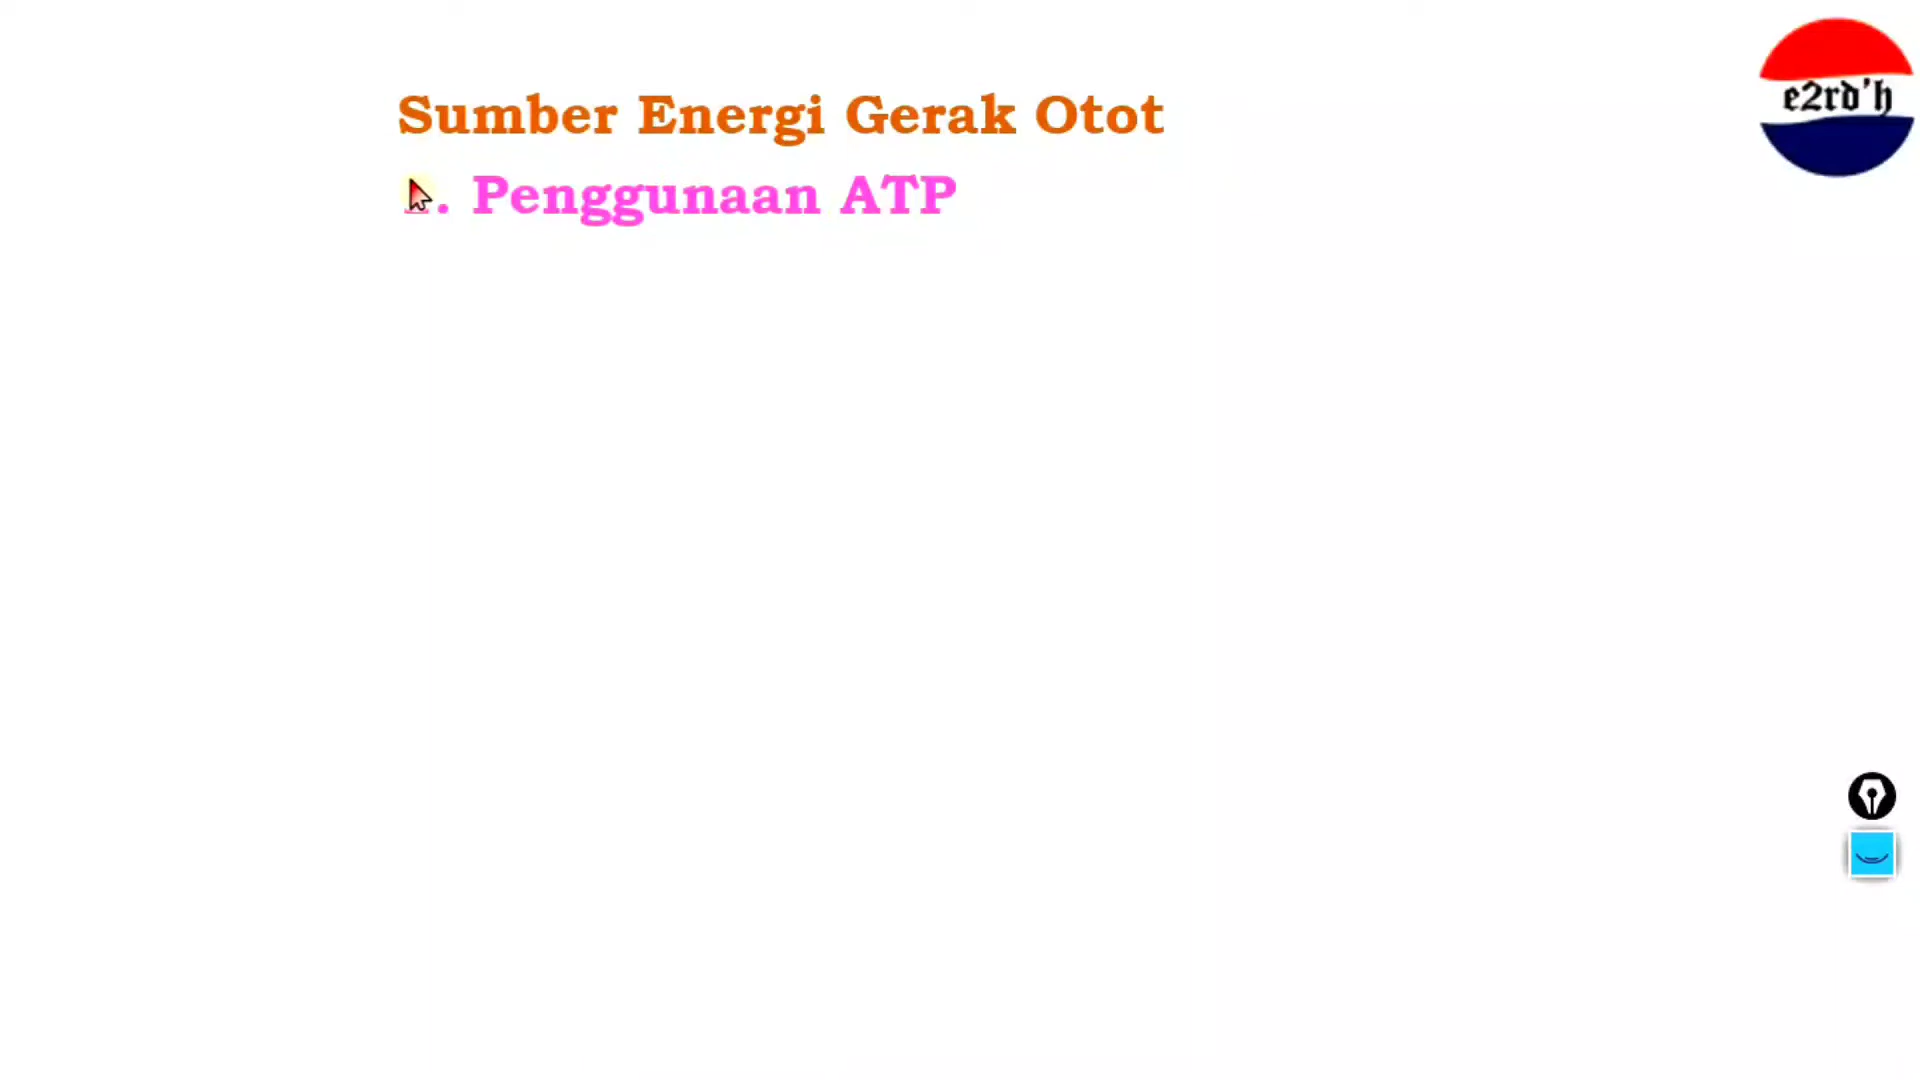 Sumber Energi Gerak Otot
. Penggunaan ATP
e2rd'h